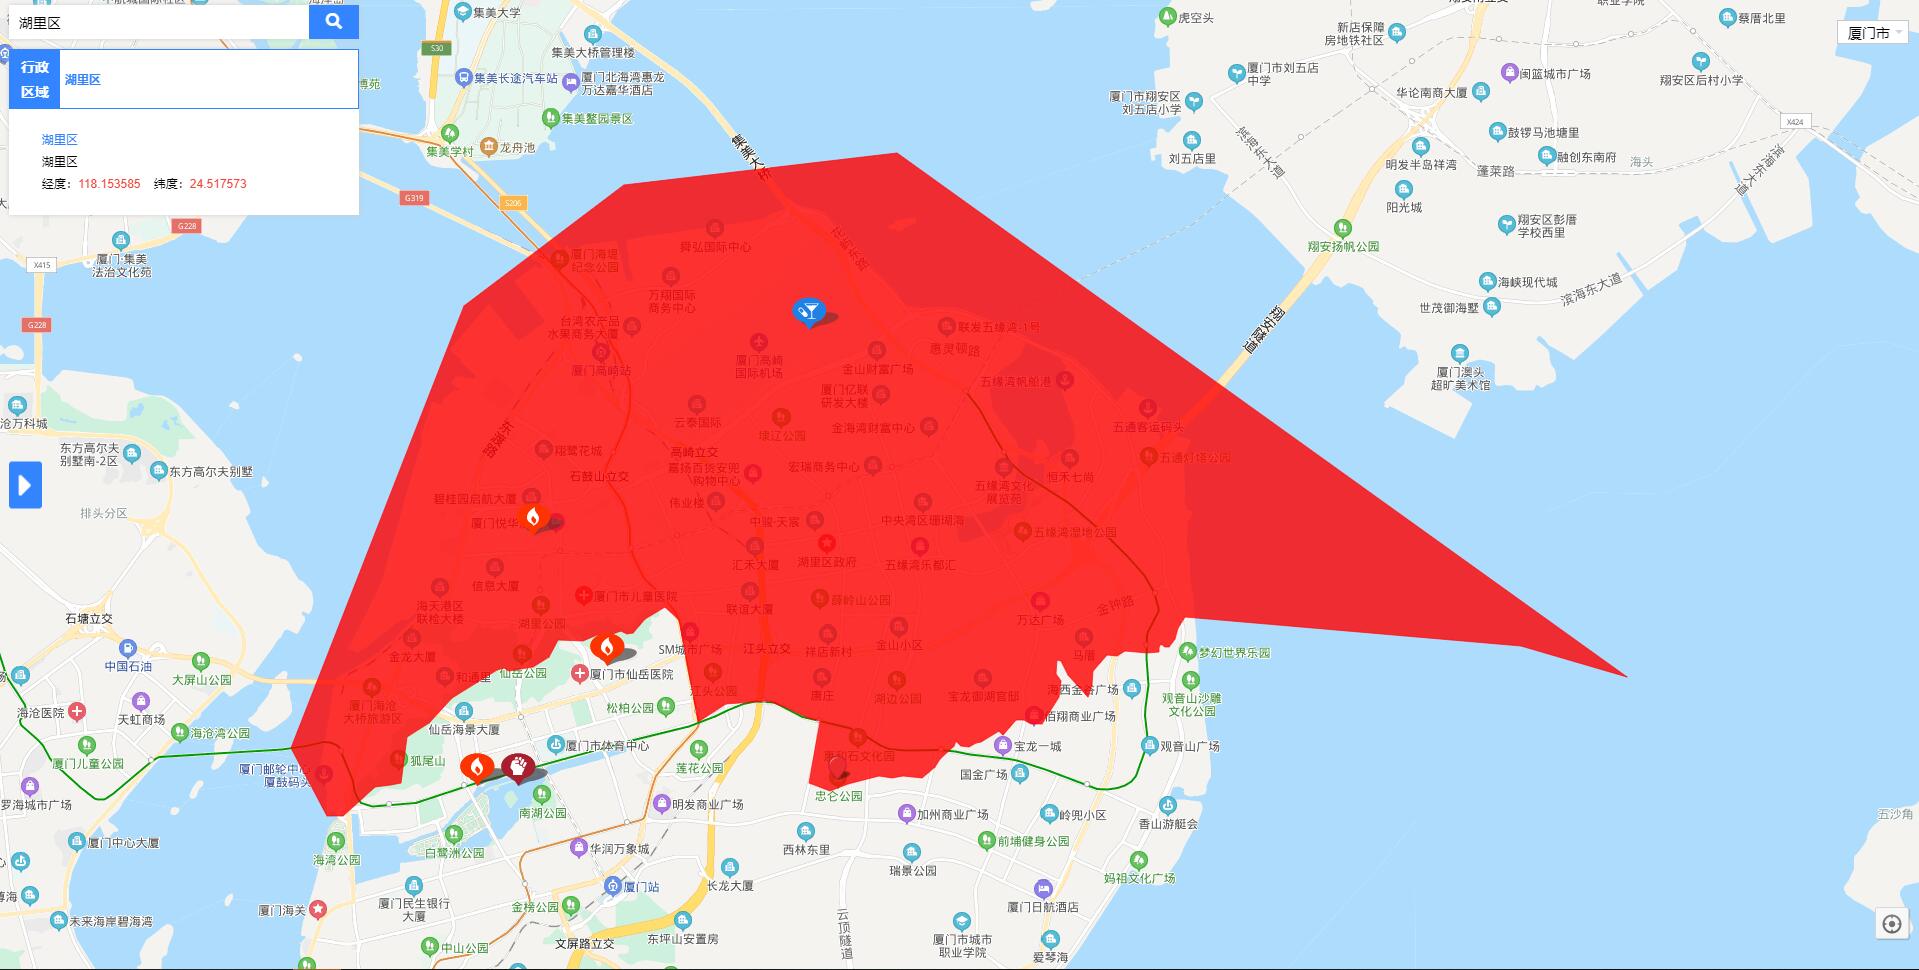 湖里区
厦门市
行政
区域
湖里区
湖里区
湖里区
经度：118.153585 纬度：24.517573
集美大学
集美大桥管理楼
S30
集美长途汽车站
厦门北海湾惠龙
万达嘉华酒店
集美鳌园景区
集美学村
龙舟池
集美大桥
G319
S206
G228
X415
厦门·集美
法治文化苑
G228
虎空头
新店保障
房地铁社区
蔡厝北里
厦门市刘五店
中学
闽篮城市广场
翔安区后村小学
华论南商大厦
厦门市翔安区
刘五店小学
X424
鼓锣马池塘里
刘五店里
明发半岛祥湾
融创东南府
海头
蓬莱路
滨海东大道
滨海东大道
阳光城
翔安区彭厝
学校西里
翔安扬帆公园
海峡现代城
世茂御海墅
滨海东大道
翔安隧道
厦门澳头
超旷美术馆
舜弘国际中心
厦门海堤
纪念公园
万翔国际
商务中心
台湾农产品
水果商务大厦
厦门高崎站
厦门高崎
国际机场
联发五缘湾1号
惠灵顿路
金山财富广场
厦门亿联
研发大楼
五缘湾帆船港
云泰国际
埭辽公园
金海湾财富中心
五通客运码头
五通灯塔公园
翔鹭花城
高崎立交
石鼓山立交
嘉扬百货安兜
购物中心
宏瑞商务中心
五缘湾文化
展览苑
恒禾七尚
碧桂园启航大厦
伟业楼
中骏·天宸
中央湾区珊瑚海
五缘湾湿地公园
湖里区政府
汇禾大厦
五缘湾乐都汇
信息大厦
海天港区
联检大楼
厦门市儿童医院
联谊大厦
薛岭山公园
万达广场
金钟路
湖里公园
金龙大厦
SM城市广场
江头立交
祥店新村
金山小区
马厝
和通里
仙岳公园
厦门市仙岳医院
江头公园
唐庄
湖边公园
宝龙御湖官邸
海西金谷广场
梦幻世界乐园
观音山沙雕
文化公园
厦门海沧
大桥旅游区
仙岳海景大厦
松柏公园
佰翔商业广场
厦门市体育中心
宝龙一城
观音山广场
国金广场
莲花公园
狐尾山
厦门邮轮中心
厦鼓码头
忠仑公园
南湖公园
明发商业广场
加州商业广场
岭兜小区
香山游艇会
前埔健身公园
白鹭洲公园
华润万象城
西林东里
瑞景公园
妈祖文化广场
海湾公园
厦门民生银行
大厦
厦门站
长龙大厦
厦门日航酒店
厦门海关
金榜公园
东坪山安置房
云顶隧道
厦门市城市
职业学院
爱琴海
中山公园
文屏路立交
东方高尔夫
别墅南-2区
东方高尔夫别墅
排头分区
石塘立交
中国石油
大屏山公园
海沧医院
天虹商场
海沧湾公园
厦门儿童公园
罗海城市广场
厦门中心大厦
未来海岸碧海湾
五沙角